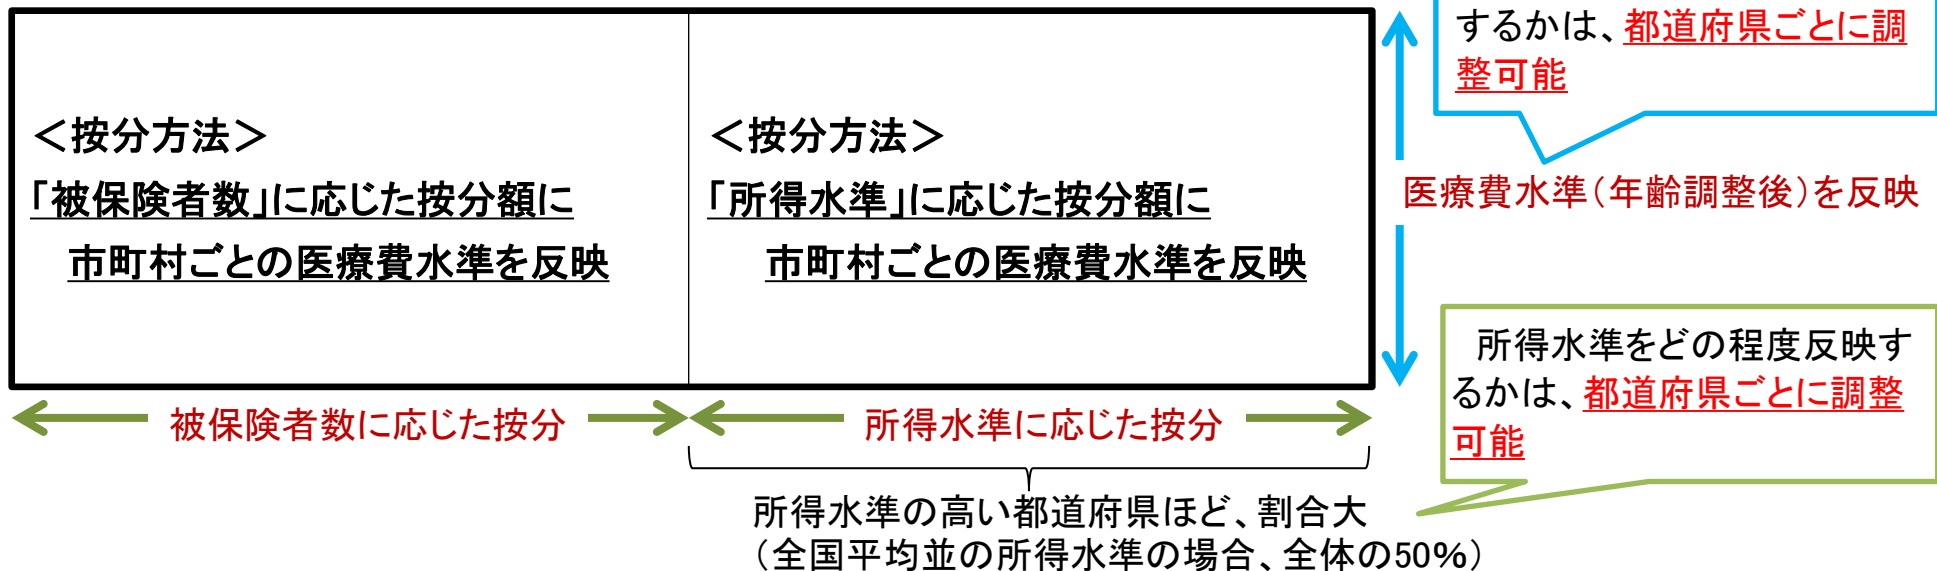 するかは、都道府県ごとに調
整可能
＜按分方法＞
「被保険者数」に応じた按分額に
市町村ごとの医療費水準を反映
＜按分方法＞
「所得水準」に応じた按分額に
市町村ごとの医療費水準を反映
医療費水準（年齢調整後）を反映
所得水準をどの程度反映す
るかは、都道府県ごとに調整
可能
被保険者数に応じた按分
所得水準に応じた按分
所得水準の高い都道府県ほど、割合大
（全国平均並の所得水準の場合、全体の50％）